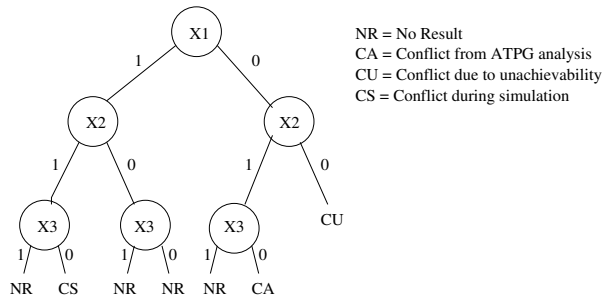 X1
NR = No Result
CA = Conflict from ATPG analysis
CU = Conflict due to unachievability
CS = Conflict during simulation
1 0
X2 X2
1 0 1 0
X3 X3 X3 CU
1 0 1 0 1 0
NR CS NR NR NR CA